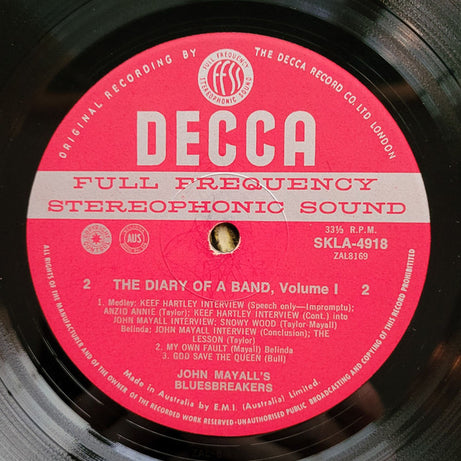 ORIGINAL RECORDING BY THE DECCA RECORD CO. LTD LONDON
FULL FREQUENCY
FFSS
STEREOPHONIC SOUND
DECCA
FULL FREQUENCY
STEREOPHONIC SOUND
33⅓ R.P.M.
SKLA-4918
ZAL8169
AUS
2 THE DIARY OF A BAND, Volume I 2
1. Medley: KEEF HARTLEY INTERVIEW (Speech only—Impromptu);
ANZIO ANNIE (Taylor); KEEF HARTLEY INTERVIEW (Cont.) into
JOHN MAYALL INTERVIEW; SNOWY WOOD (Taylor-Mayall)
Belinda; JOHN MAYALL INTERVIEW (Conclusion); THE
LESSON (Taylor)
2. MY OWN FAULT (Mayall) Belinda
3. GOD SAVE THE QUEEN (Bull)
JOHN MAYALL'S
BLUESBREAKERS
Made in Australia by E.M.I. (Australia) Limited.
ALL RIGHTS OF THE MANUFACTURER AND OF THE OWNER OF THE RECORDED WORK RESERVED—UNAUTHORISED PUBLIC BROADCASTING AND COPYING OF THIS RECORD PROHIBITED